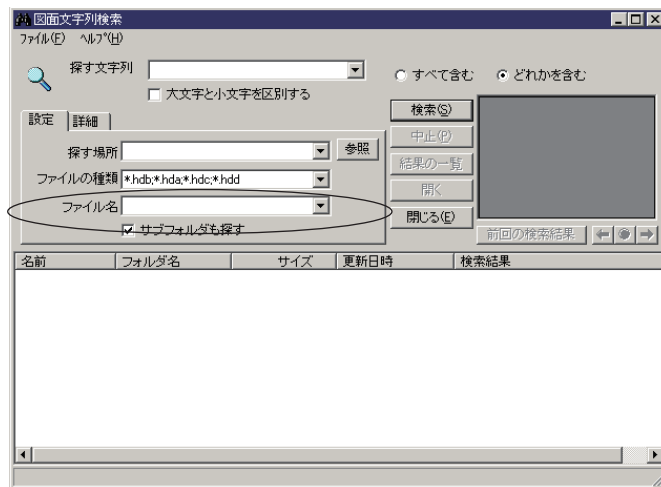 図面文字列検索
ファイル(F) ヘルプ(H)
探す文字列
すべて含む どれかを含む
大文字と小文字を区別する
設定 詳細
検索(S)
中止(P)
結果の一覧
開く
閉じる(E)
探す場所 参照
ファイルの種類 *.hdb;*.hda;*.hdc;*.hdd
ファイル名
サブフォルダも探す
前回の検索結果
名前 フォルダ名 サイズ 更新日時 検索結果